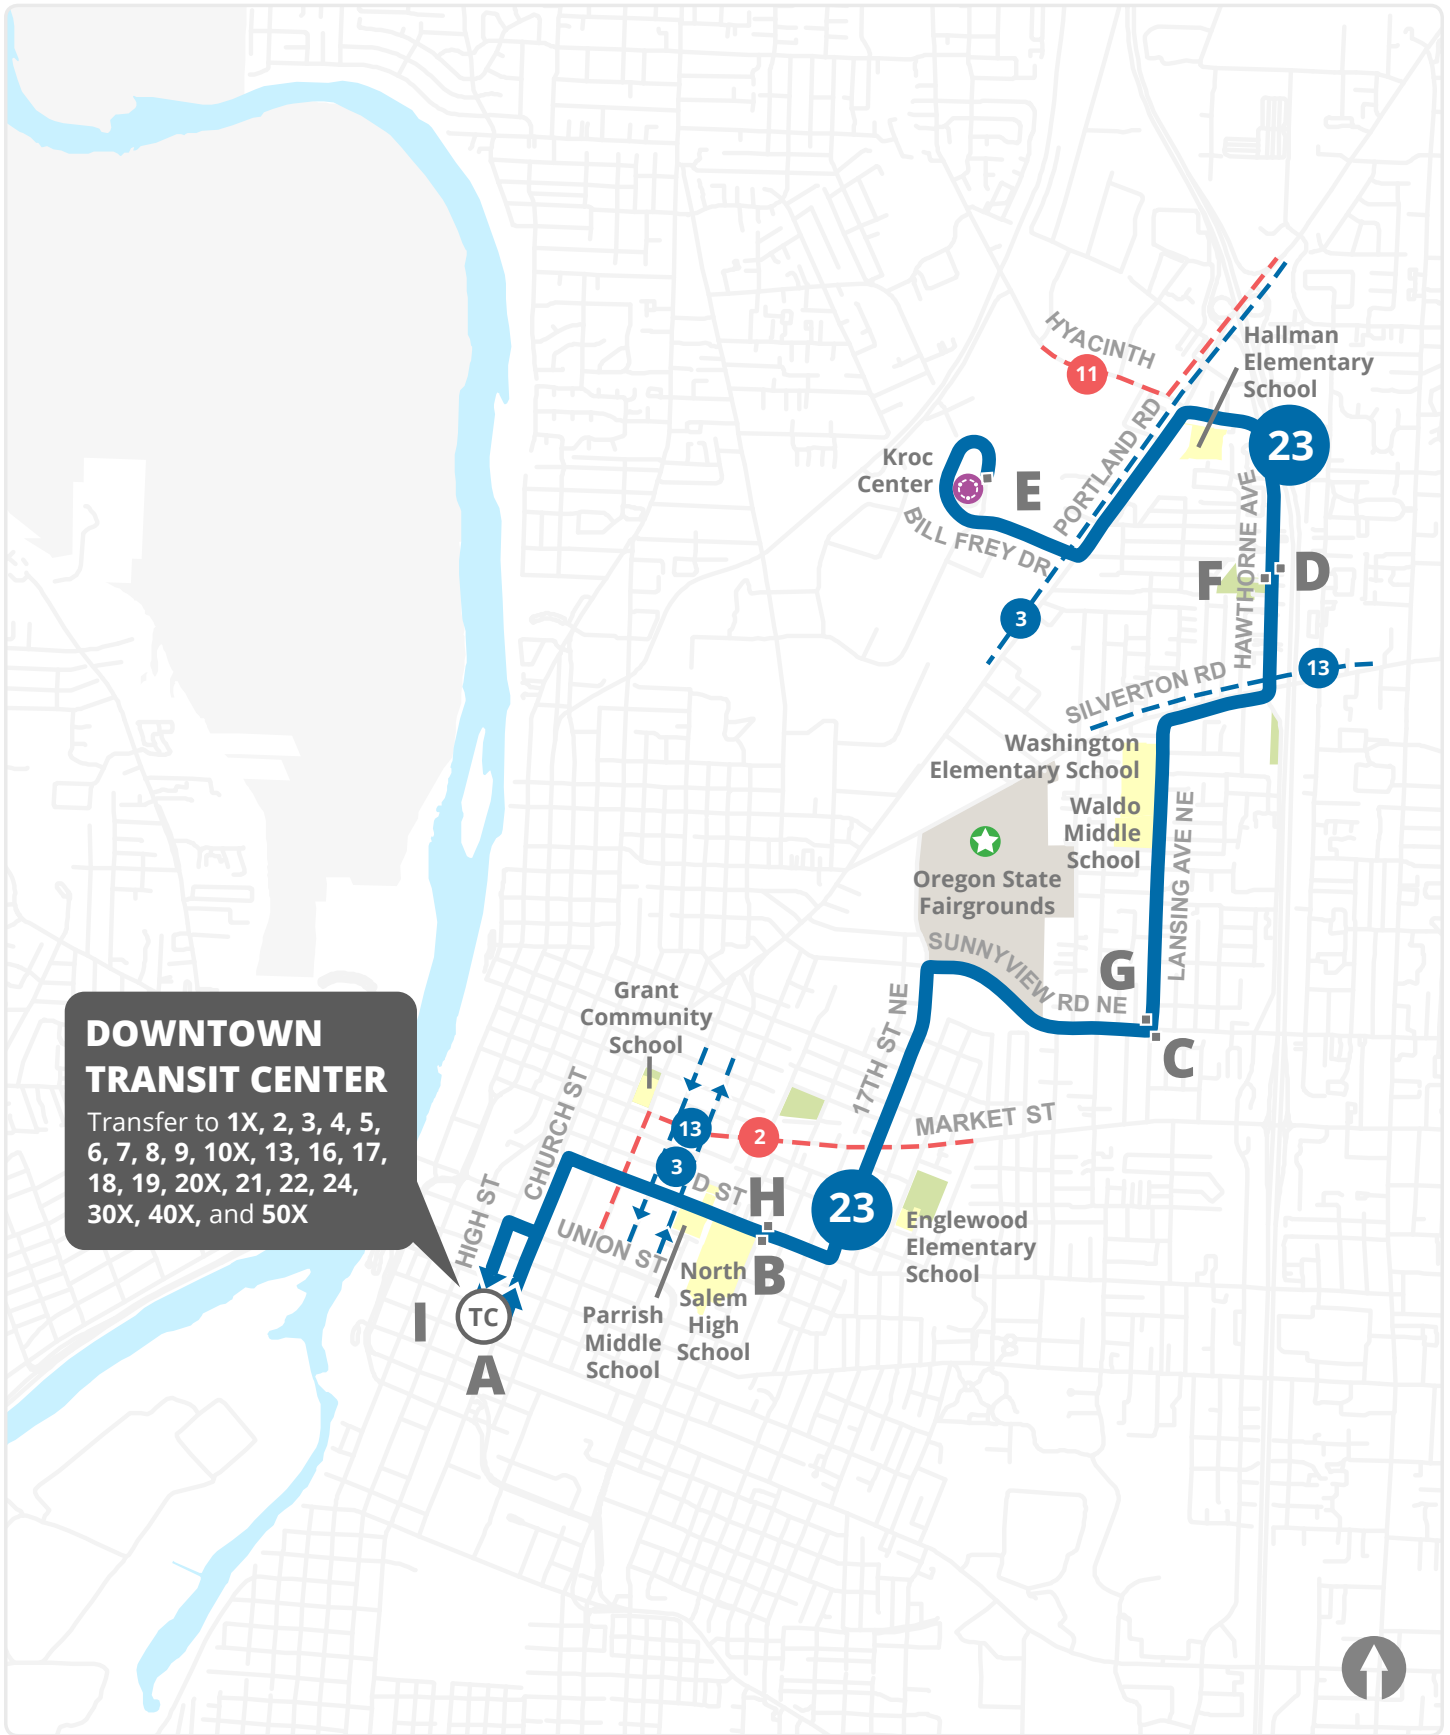 HYACINTH
11
Hallman
Elementary
School
PORTLAND RD
23
Kroc
Center
E
BILL FREY DR
HAWTHORNE AVE
F
D
3
SILVERTON RD
13
Washington
Elementary School
Waldo
Middle
School
LANSING AVE NE
Oregon State
Fairgrounds
SUNNYVIEW RD NE
G
C
17TH ST NE
Grant
Community
School
DOWNTOWN
TRANSIT CENTER
Transfer to 1X, 2, 3, 4, 5,
6, 7, 8, 9, 10X, 13, 16, 17,
18, 19, 20X, 21, 22, 24,
30X, 40X, and 50X
CHURCH ST
HIGH ST
13
2
MARKET ST
3
D ST
H
23
UNION ST
B
Englewood
Elementary
School
North
Salem
High
School
Parrish
Middle
School
I
TC
A